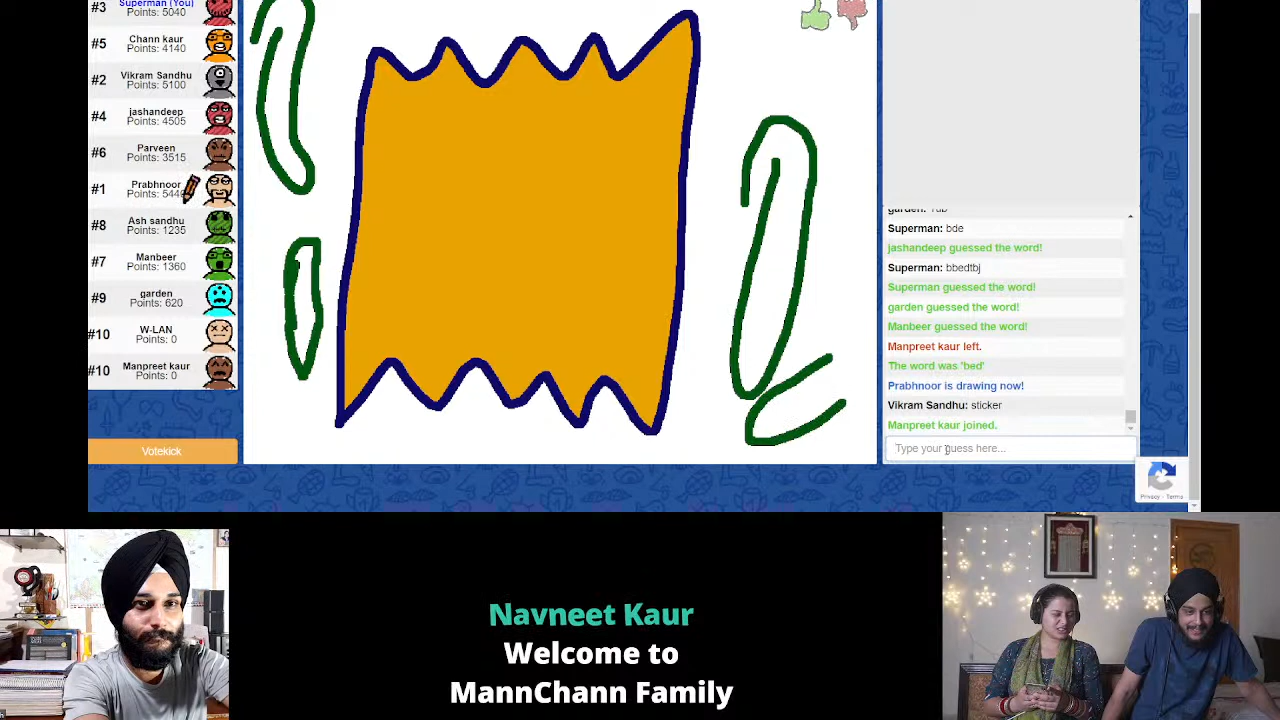 #3 Superman (You)
Points: 5040
#5 Chann kaur
Points: 4140
#2 Vikram Sandhu
Points: 5100
#4 jashandeep
Points: 4505
#6 Parveen
Points: 3515
#1 Prabhnoor
Points:
#8 Ash sandhu
Points: 1235
#7 Manbeer
Points: 1360
#9 garden
Points: 620
#10 W-LAN
Points: 0
#10 Manpreet kaur
Points: 0
Votekick
garden:
Superman: bde
jashandeep guessed the word!
Superman: bbedtbj
Superman guessed the word!
garden guessed the word!
Manbeer guessed the word!
Manpreet kaur left.
The word was 'bed'
Prabhnoor is drawing now!
Vikram Sandhu: sticker
Manpreet kaur joined.
Type your guess here...
Privacy - Terms
Navneet Kaur
Welcome to
MannChann Family